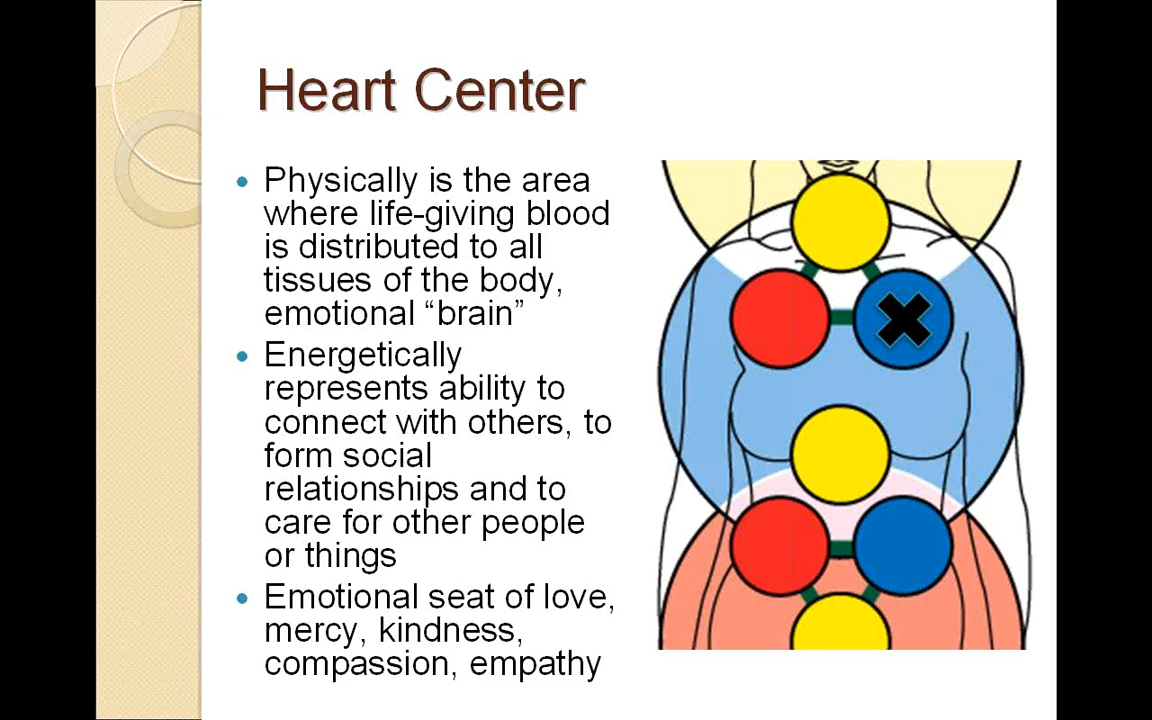 Heart Center
• Physically is the area
where life-giving blood
is distributed to all
tissues of the body,
emotional “brain”
• Energetically
represents ability to
connect with others, to
form social
relationships and to
care for other people
or things
• Emotional seat of love,
mercy, kindness,
compassion, empathy